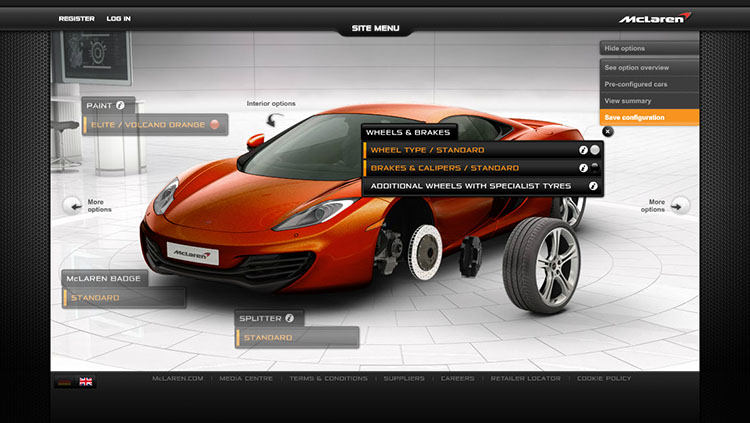 REGISTER LOG IN
SITE MENU
McLaren
Hide options
See option overview
Pre-configured cars
View summary
Save configuration
PAINT i
ELITE / VOLCANO ORANGE
Interior options
WHEELS & BRAKES
WHEEL TYPE / STANDARD i
BRAKES & CALIPERS / STANDARD i
ADDITIONAL WHEELS WITH SPECIALIST TYRES i
More
options
More
options
McLaren
McLAREN BADGE
STANDARD
SPLITTER i
STANDARD
McLAREN.COM MEDIA CENTRE TERMS & CONDITIONS SUPPLIERS CAREERS RETAILER LOCATOR COOKIE POLICY